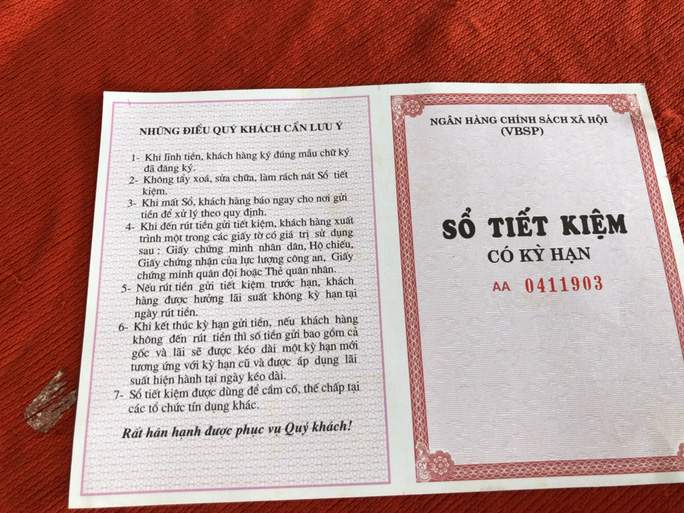 NHỮNG ĐIỀU QUÝ KHÁCH CẦN LƯU Ý
1- Khi lĩnh tiền, khách hàng ký đúng mẫu chữ ký
đã đăng ký.
2- Không tẩy xoá, sửa chữa, làm rách nát Sổ tiết
kiệm.
3- Khi mất Sổ, khách hàng báo ngay cho nơi gửi
tiền để xử lý theo quy định.
4- Khi đến rút tiền gửi tiết kiệm, khách hàng xuất
trình một trong các giấy tờ có giá trị sử dụng
sau : Giấy chứng minh nhân dân, Hộ chiếu,
Giấy chứng nhận của lực lượng công an, Giấy
chứng minh quân đội hoặc Thẻ quân nhân.
5- Nếu rút tiền gửi tiết kiệm trước hạn, khách
hàng được hưởng lãi suất không kỳ hạn tại
ngày rút tiền.
6- Khi kết thúc kỳ hạn gửi tiền, nếu khách hàng
không đến rút tiền thì số tiền gửi bao gồm cả
gốc và lãi sẽ được kéo dài một kỳ hạn mới
tương ứng với kỳ hạn cũ và được áp dụng lãi
suất hiện hành tại ngày kéo dài.
7- Sổ tiết kiệm được dùng để cầm cố, thế chấp tại
các tổ chức tín dụng khác.
Rất hân hạnh được phục vụ Quý khách!
NGÂN HÀNG CHÍNH SÁCH XÃ HỘI
(VBSP)
SỔ TIẾT KIỆM
CÓ KỲ HẠN
AA 0411903